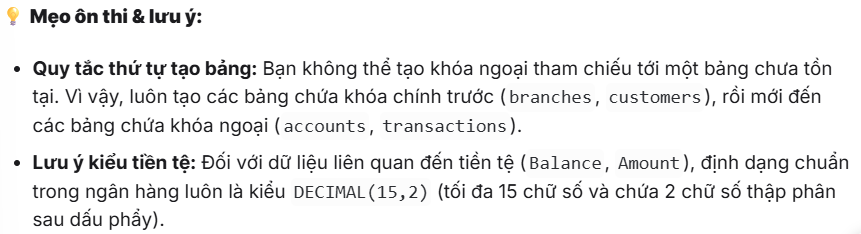 💡 Mẹo ôn thi & lưu ý:
• Quy tắc thứ tự tạo bảng: Bạn không thể tạo khóa ngoại tham chiếu tới một bảng chưa tồn
tại. Vì vậy, luôn tạo các bảng chứa khóa chính trước (branches, customers), rồi mới đến
các bảng chứa khóa ngoại (accounts, transactions).
• Lưu ý kiểu tiền tệ: Đối với dữ liệu liên quan đến tiền tệ (Balance, Amount), định dạng chuẩn
trong ngân hàng luôn là kiểu DECIMAL(15,2) (tối đa 15 chữ số và chứa 2 chữ số thập phân
sau dấu phẩy).